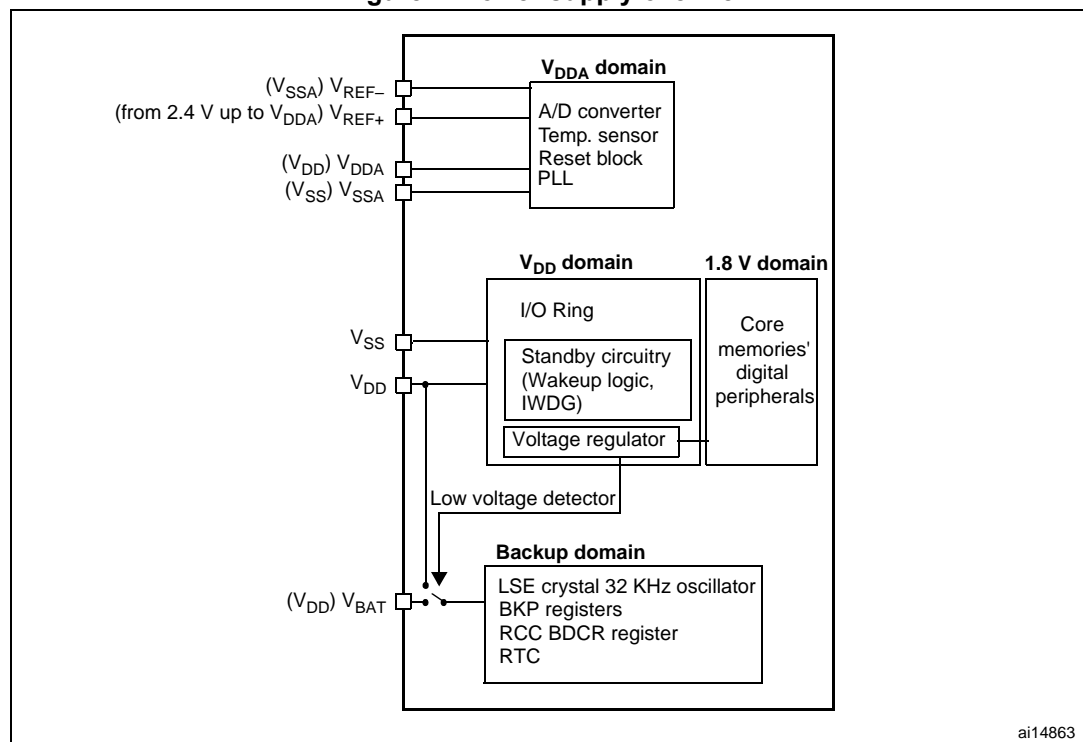 V_DDA domain
(V_SSA) V_REF–
(from 2.4 V up to V_DDA) V_REF+
(V_DD) V_DDA
(V_SS) V_SSA
A/D converter
Temp. sensor
Reset block
PLL
V_DD domain
1.8 V domain
I/O Ring
V_SS
V_DD
Standby circuitry
(Wakeup logic,
IWDG)
Voltage regulator
Core
memories'
digital
peripherals
Low voltage detector
Backup domain
(V_DD) V_BAT
LSE crystal 32 KHz oscillator
BKP registers
RCC BDCR register
RTC
ai14863